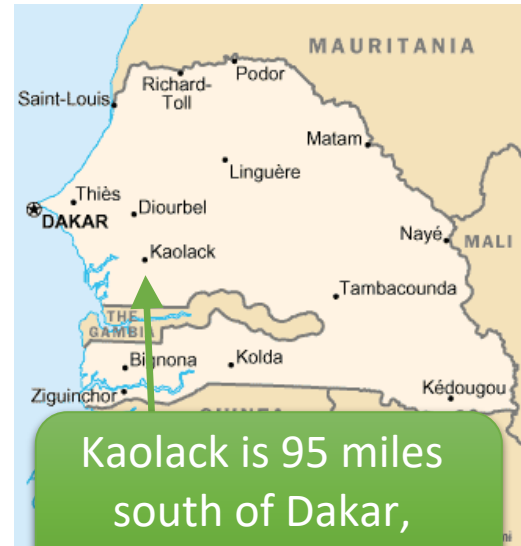 MAURITANIA
Podor
Richard-
Toll
Saint-Louis
Matam
Linguère
Thiès
DAKAR
Diourbel
Nayé
MALI
Kaolack
Tambacounda
THE
GAMBIA
Bignona
Kolda
Ziguinchor
Kédougou
Kaolack is 95 miles
south of Dakar,